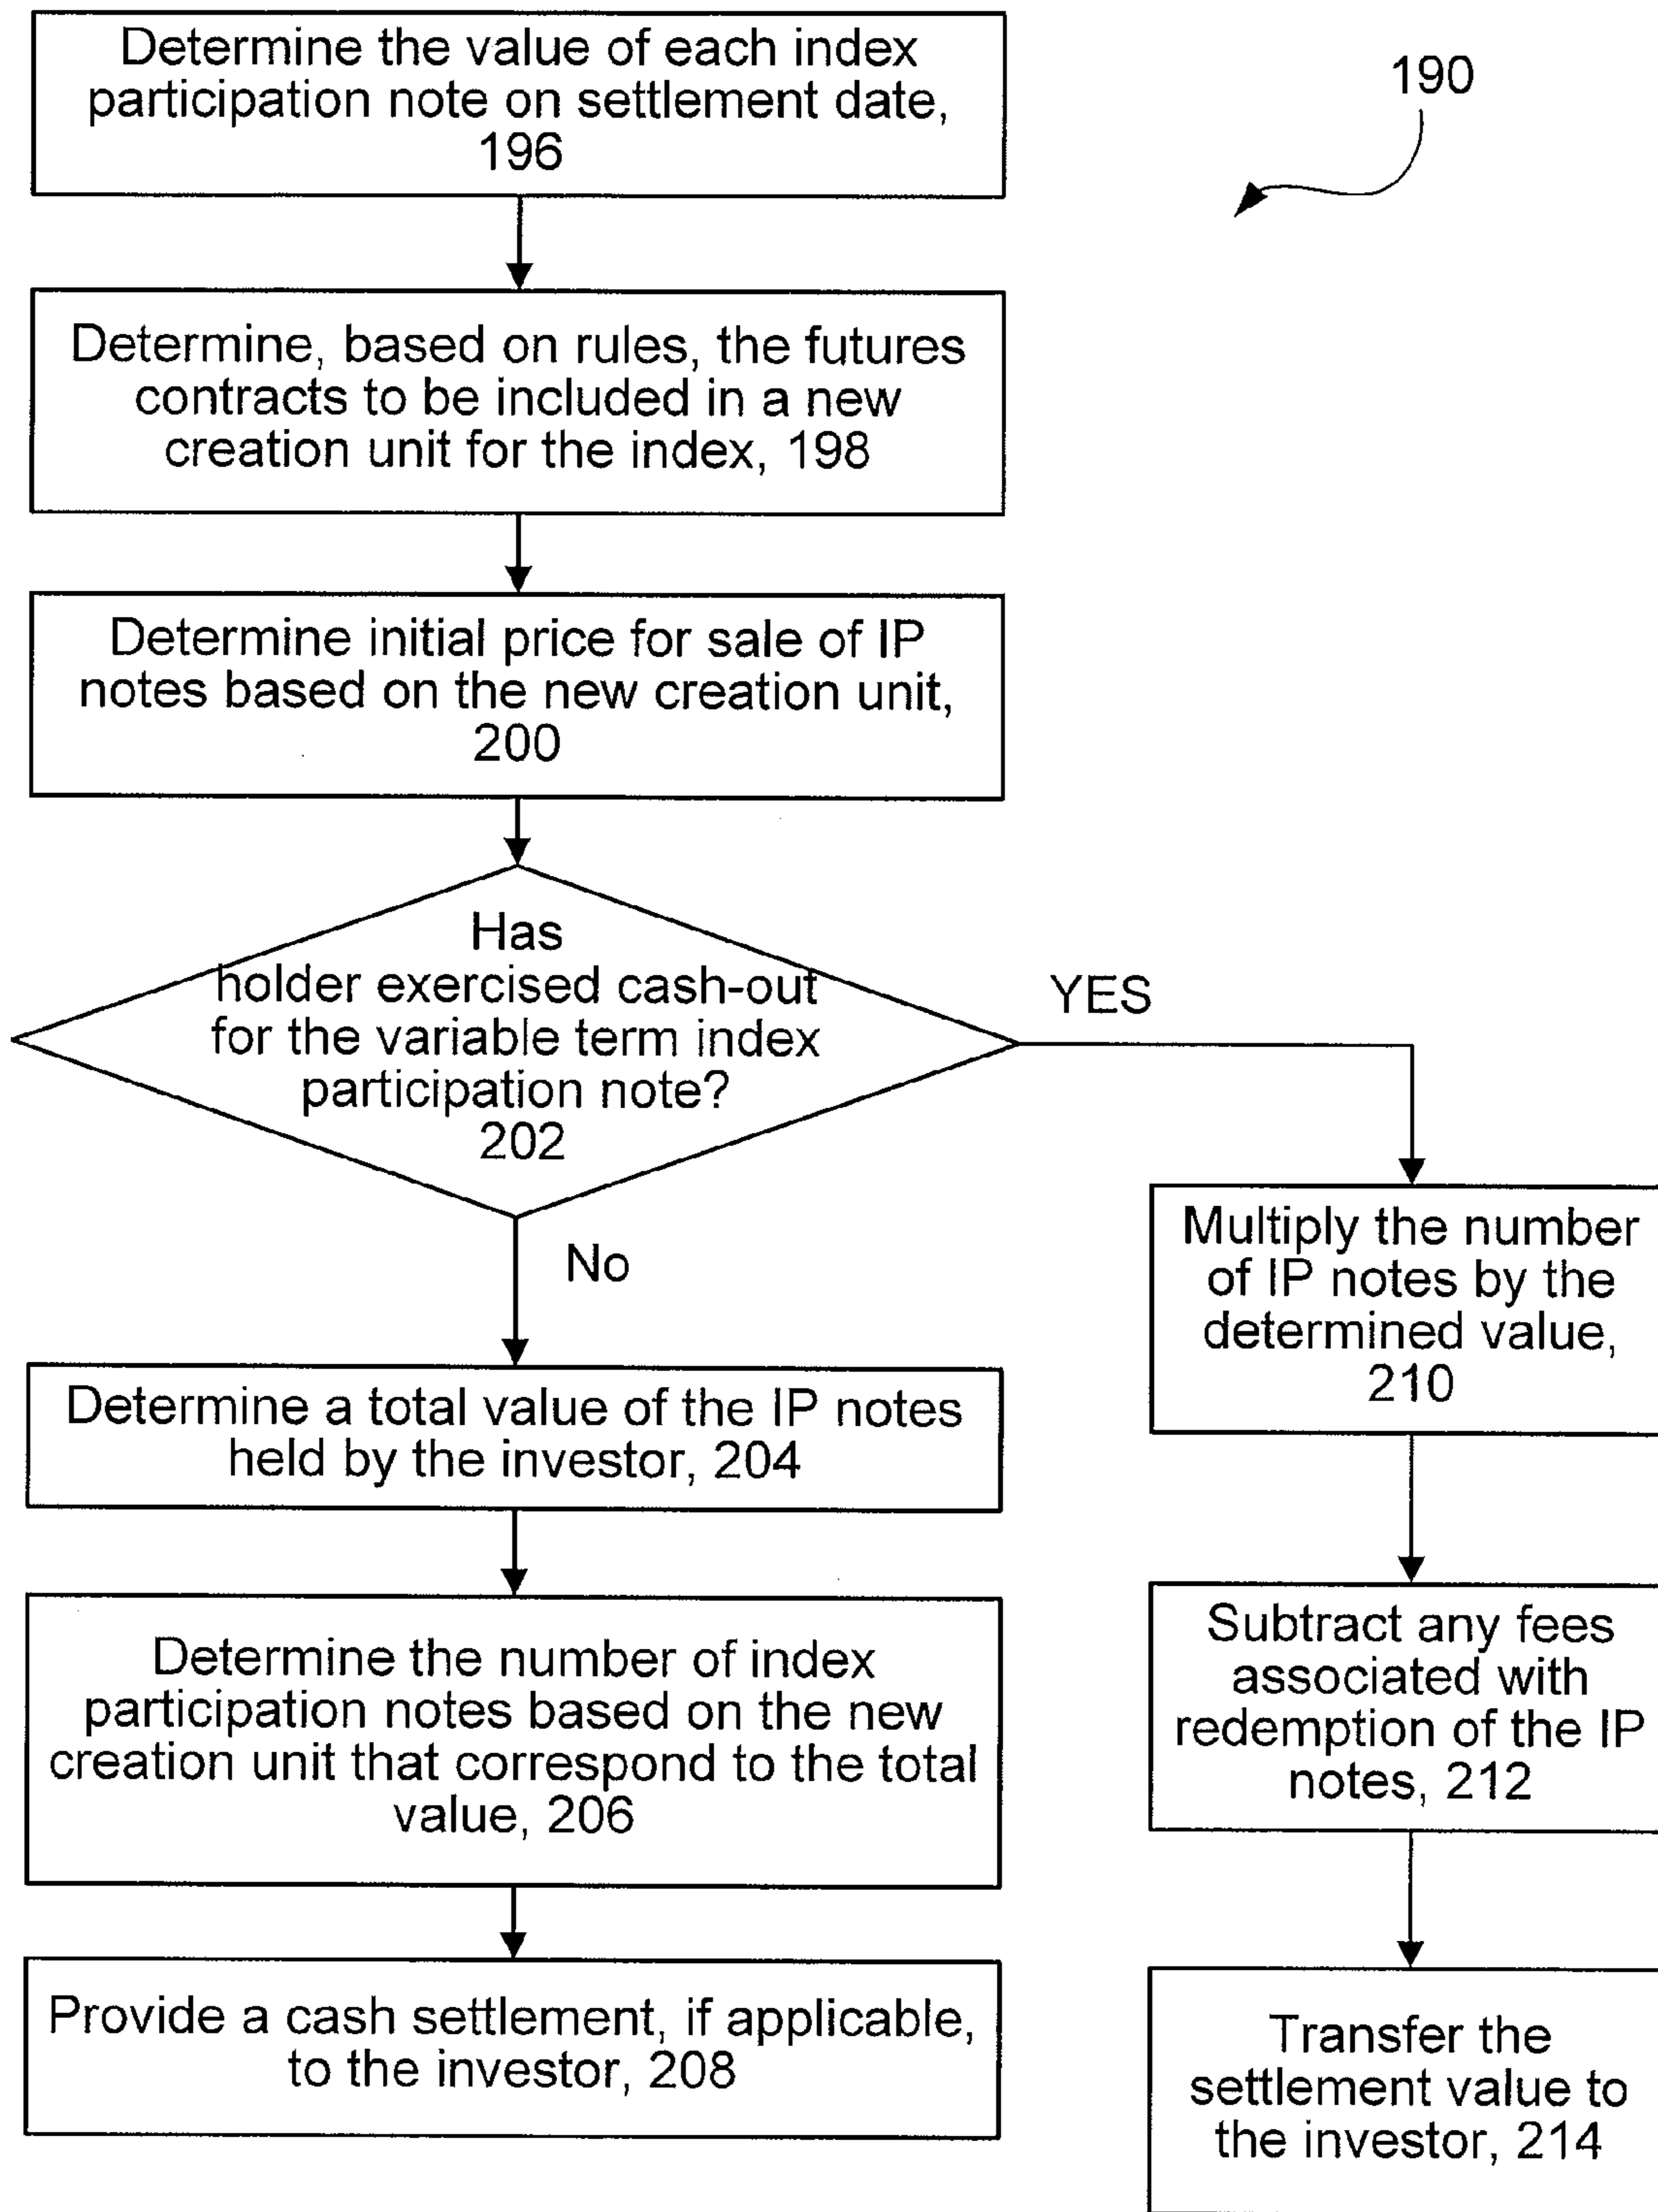 Determine the value of each index
participation note on settlement date,
196
190
Determine, based on rules, the futures
contracts to be included in a new
creation unit for the index, 198
Determine initial price for sale of IP
notes based on the new creation unit,
200
Has
holder exercised cash-out
for the variable term index
participation note?
202
YES
No
Multiply the number
of IP notes by the
determined value,
210
Determine a total value of the IP notes
held by the investor, 204
Subtract any fees
associated with
redemption of the IP
notes, 212
Determine the number of index
participation notes based on the new
creation unit that correspond to the total
value, 206
Provide a cash settlement, if applicable,
to the investor, 208
Transfer the
settlement value to
the investor, 214